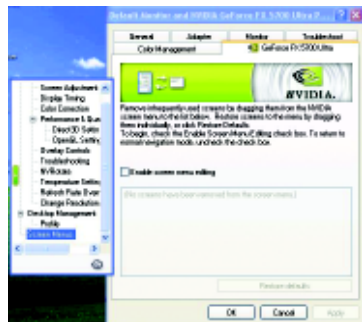 Default Monitor and NVIDIA GeForce FX 5700 Ultra P...
General
Adapter
Monitor
Troubleshoot
Color Management
GeForce FX 5700 Ultra
NVIDIA.
Screen Adjustment
Display Timing
Color Correction
Performance & Qua
Direct3D Settin
OpenGL Settin
Overlay Controls
Troubleshooting
NVRotate
Temperature Settin
Refresh Rate Over
Change Resolution
Desktop Management
Profile
Screen Menus
Remove infrequently used screens by dragging them from the NVIDIA
screen menu to the list below. Restore screens to the menu by dragging
them individually, or click Restore Defaults.
To begin, check the Enable Screen Menu Editing check box. To return to
normal navigation mode, uncheck the check box.
Enable screen menu editing
(No screens have been removed from the screen menu.)
Restore defaults
OK
Cancel
Apply